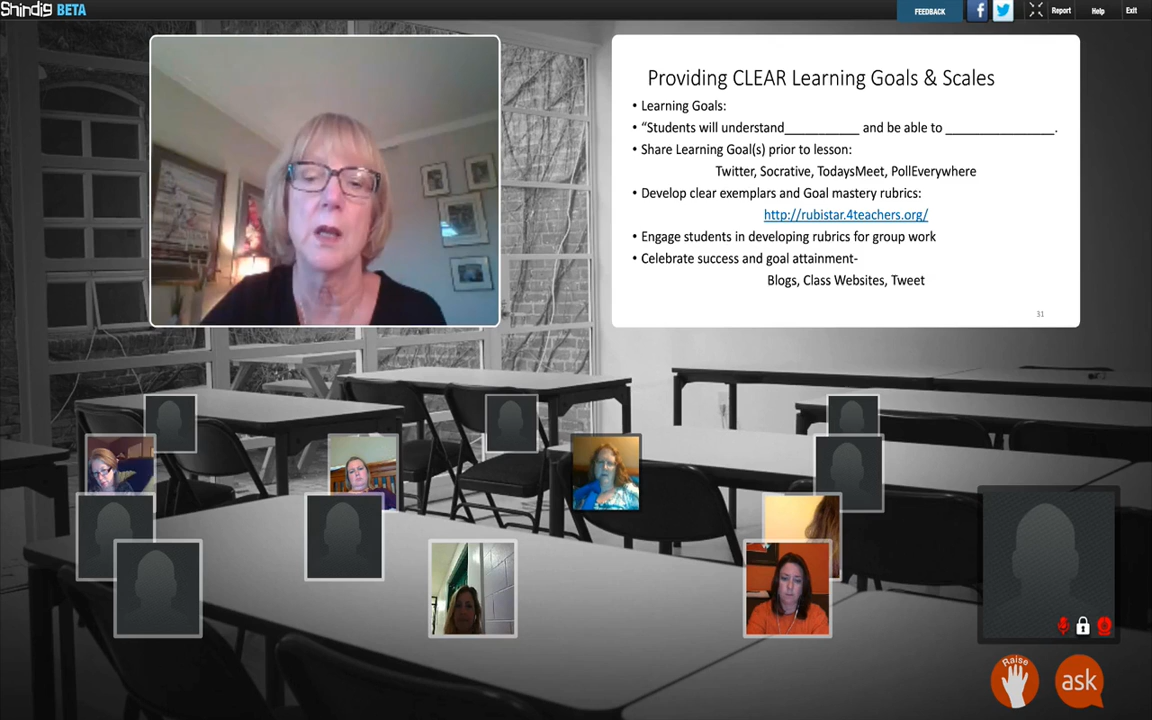 Shindig BETA
FEEDBACK
Report
Help
Exit
Providing CLEAR Learning Goals & Scales
• Learning Goals:
• “Students will understand___________ and be able to _________________.
• Share Learning Goal(s) prior to lesson:
Twitter, Socrative, TodaysMeet, PollEverywhere
• Develop clear exemplars and Goal mastery rubrics:
http://rubistar.4teachers.org/
• Engage students in developing rubrics for group work
• Celebrate success and goal attainment-
Blogs, Class Websites, Tweet
31
Raise
ask